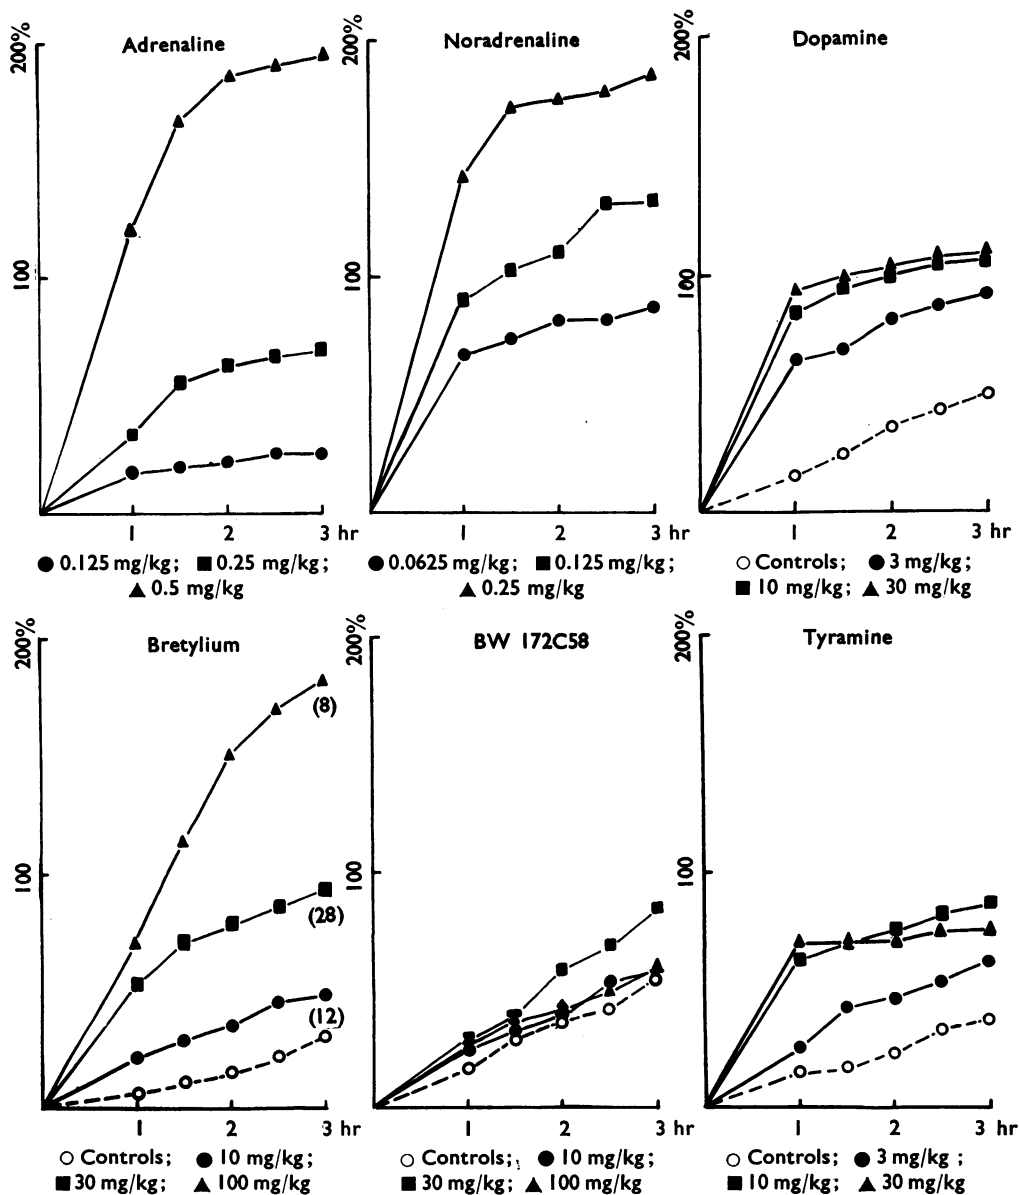 Adrenaline
200%
100
1 2 3 hr
● 0.125 mg/kg; ■ 0.25 mg/kg;
▲ 0.5 mg/kg
Noradrenaline
200%
100
1 2 3 hr
● 0.0625 mg/kg; ■ 0.125 mg/kg;
▲ 0.25 mg/kg
Dopamine
200%
100
1 2 3 hr
○ Controls; ● 3 mg/kg;
■ 10 mg/kg; ▲ 30 mg/kg
Bretylium
200%
(8)
100
(28)
(12)
1 2 3 hr
○ Controls; ● 10 mg/kg;
■ 30 mg/kg; ▲ 100 mg/kg
BW 172C58
200%
100
1 2 3 hr
○ Controls; ● 10 mg/kg;
■ 30 mg/kg; ▲ 100 mg/kg
Tyramine
200%
100
1 2 3 hr
○ Controls; ● 3 mg/kg;
■ 10 mg/kg; ▲ 30 mg/kg